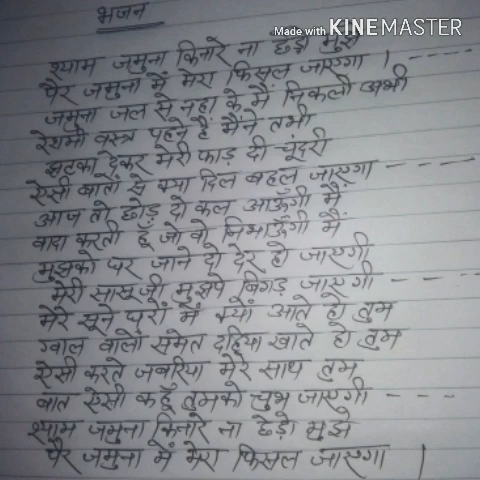 भजन
Made with KINEMASTER
श्याम जमुना किनारे ना छेड़ो मुझे
पैर जमुना में मेरा फिसल जाएगा । - - - -
जमुना जल से नहा के मैं निकली अभी
रेशमी वस्त्र पहने हैं मैंने तभी
झटका देकर मेरी फाड़ दी चूंदरी
ऐसी बातों से क्या दिल बहल जाएगा - - - -
आज तो छोड़ दो कल आऊँगी मैं
वादा करती हूँ जो वो निभाऊँगी मैं
मुझको घर जाने दो देर हो जाएगी
मेरी सासूजी मुझपे बिगड़ जाएगी - - - -
मेरे सूने घरों में क्यों आते हो तुम
ग्वाल बालो समेत दहिया खाते हो तुम
ऐसी करते जबरिया मेरे साथ तुम
बात ऐसी कहूँ तुमको चुभ जाएगी - - - -
श्याम जमुना किनारे ना छेड़ो मुझे
पैर जमुना में मेरा फिसल जाएगा ।